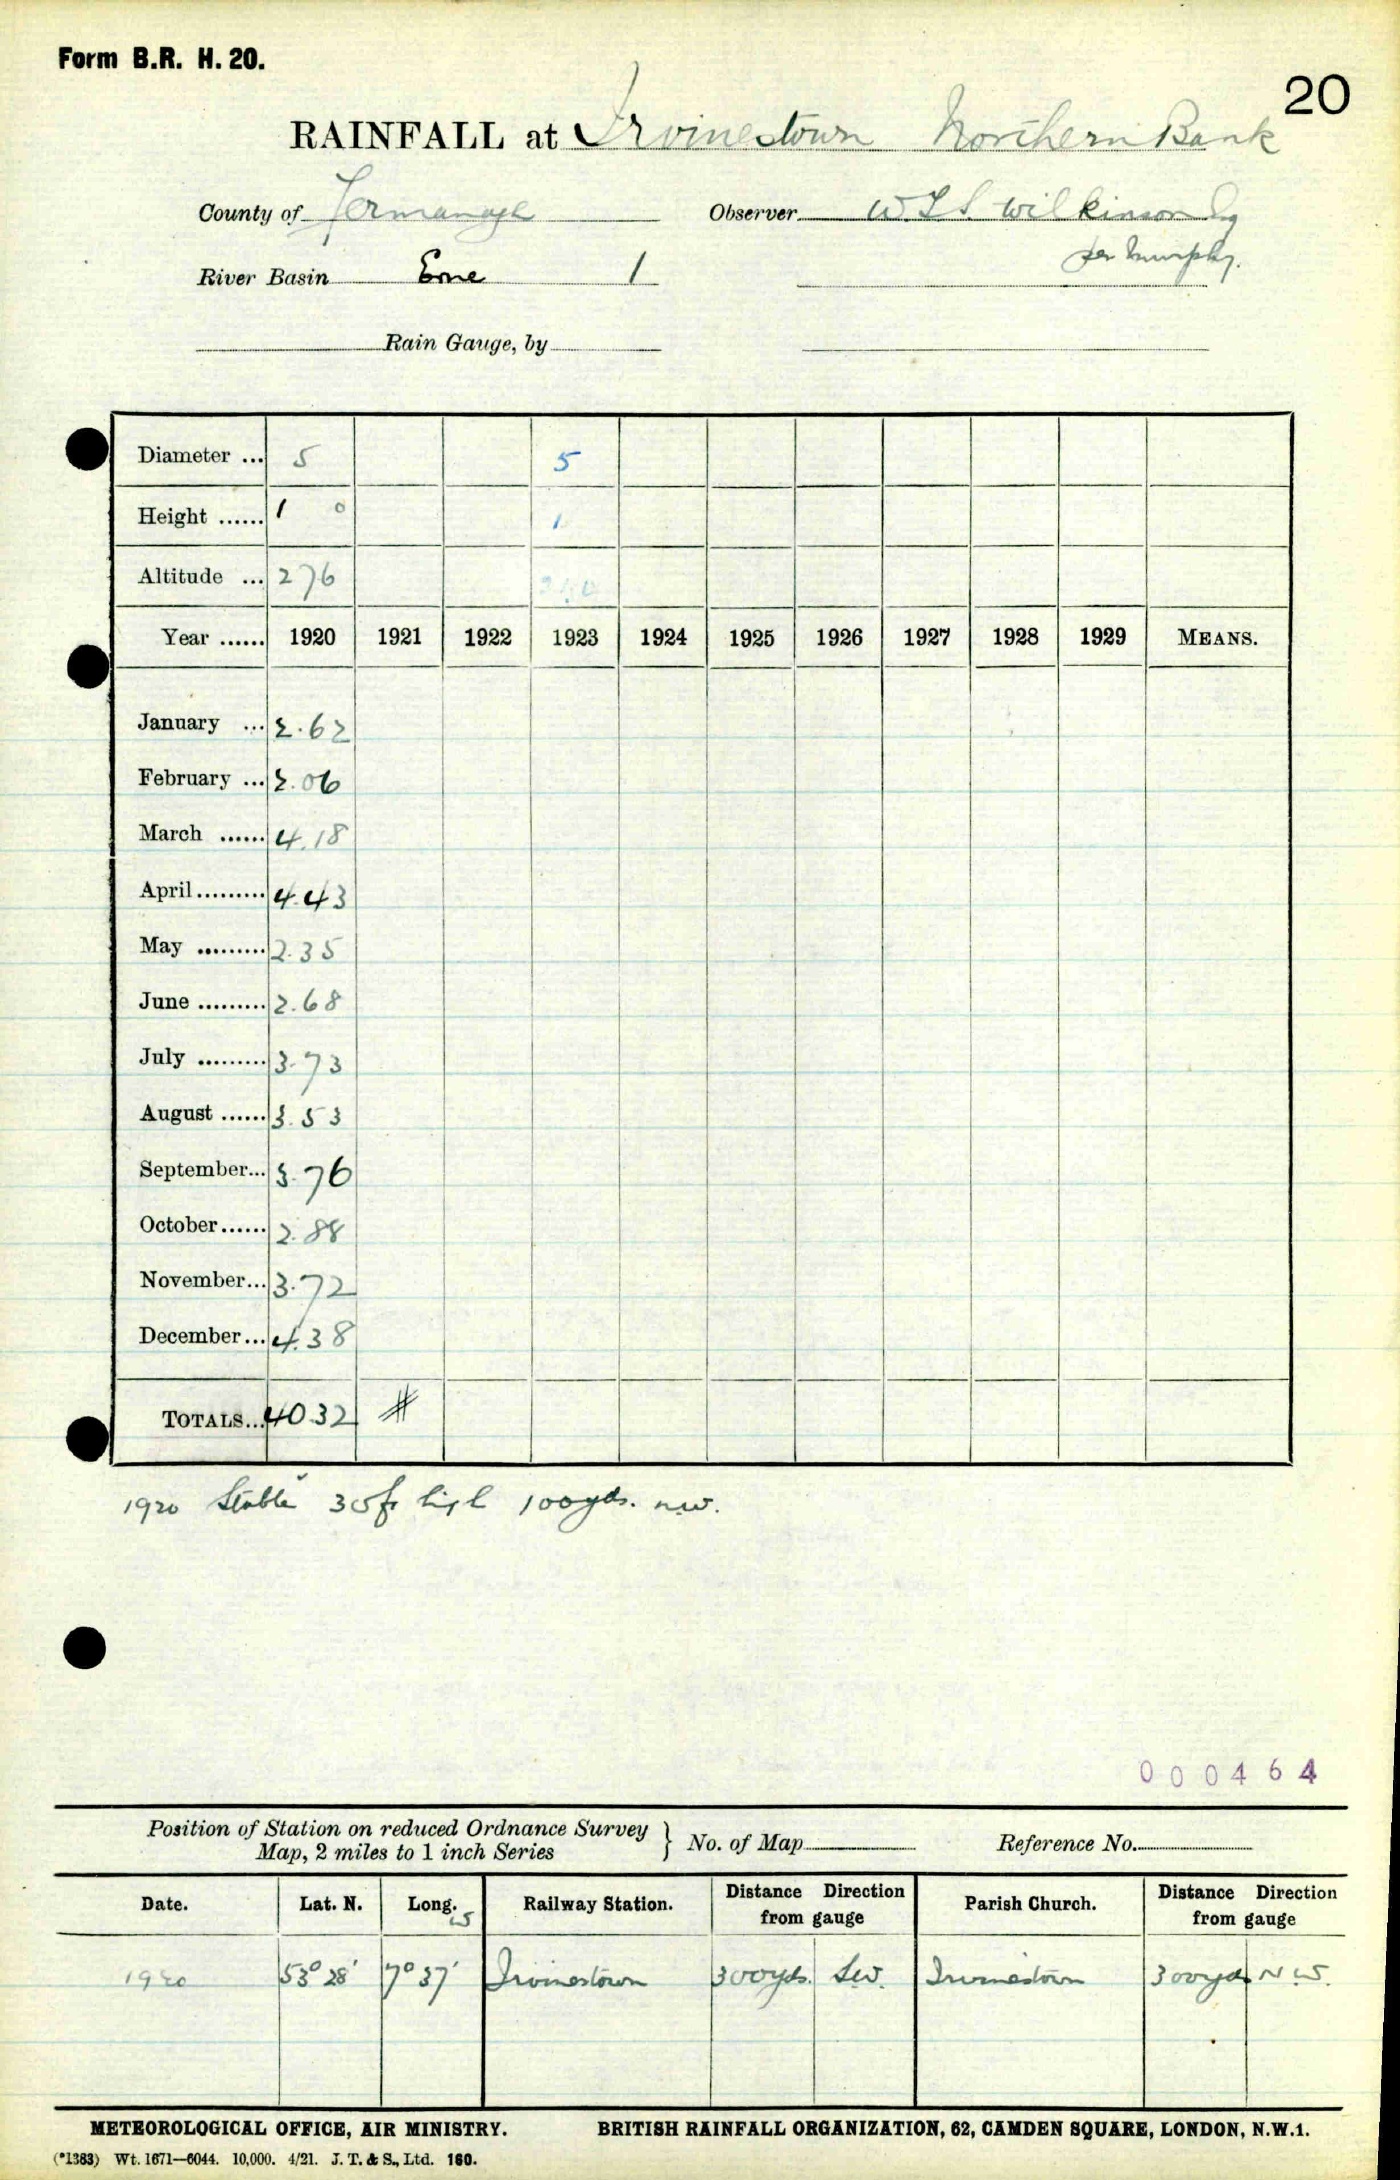 Form B.R. H. 20.
20
RAINFALL at Irvinestown Northern Bank
County of Fermanagh Observer W.T.S. Wilkinson Esq
per Murphy.
River Basin Erne 1
Rain Gauge, by
Diameter ... 5 5
Height ...... 1 0 1
Altitude ... 276
Year ...... 1920 1921 1922 1923 1924 1925 1926 1927 1928 1929 MEANS.
January ... 2.62
February ... 2.06
March ...... 4.18
April ......... 4.43
May ......... 2.35
June ......... 2.68
July ......... 3.73
August ...... 3.53
September... 3.76
October...... 2.88
November... 3.72
December... 4.38
TOTALS... 40.32 #
1920 Stable 30ft high 100yds. NW.
000464
Position of Station on reduced Ordnance Survey
Map, 2 miles to 1 inch Series } No. of Map Reference No.
Date. Lat. N. Long. W Railway Station. Distance Direction from gauge Parish Church. Distance Direction from gauge
1920 53° 28' 7° 37' Irvinestown 300yds. S.W. Irvinestown 300yds N.W.
METEOROLOGICAL OFFICE, AIR MINISTRY. BRITISH RAINFALL ORGANIZATION, 62, CAMDEN SQUARE, LONDON, N.W.1.
(*1383) Wt. 1671—6044. 10,000. 4/21. J. T. & S., Ltd. 160.